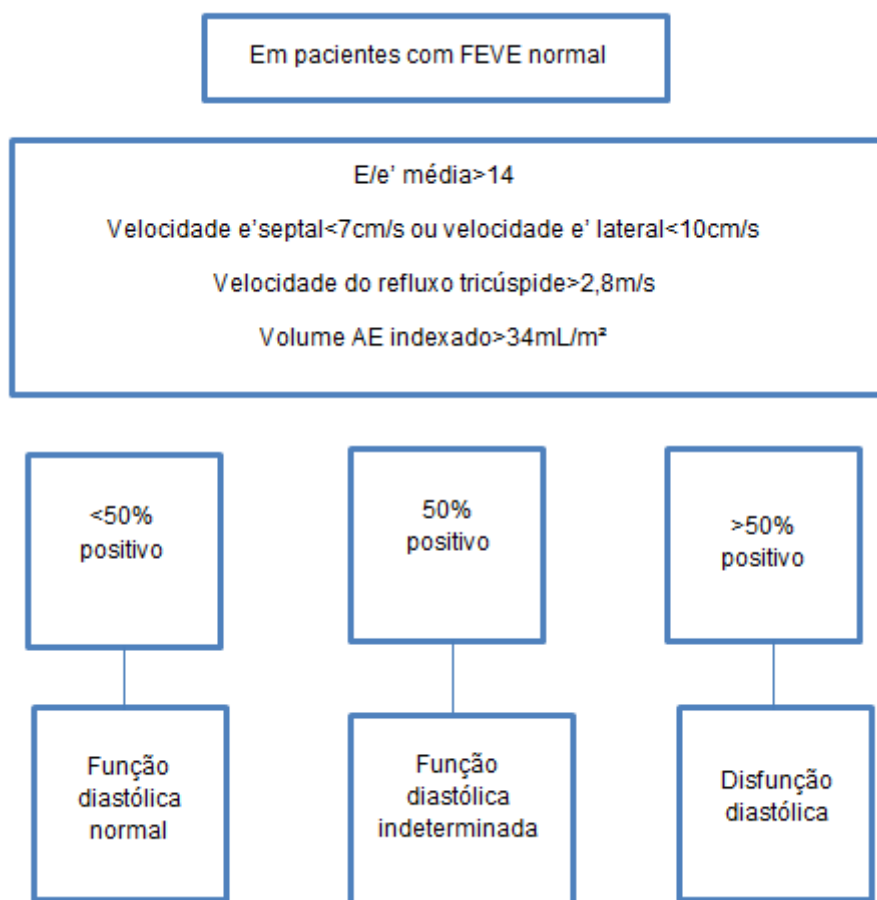 Em pacientes com FEVE normal
E/e' média>14
Velocidade e'septal<7cm/s ou velocidade e' lateral<10cm/s
Velocidade do refluxo tricúspide>2,8m/s
Volume AE indexado>34mL/m²
<50%
positivo
50%
positivo
>50%
positivo
Função
diastólica
normal
Função
diastólica
indeterminada
Disfunção
diastólica